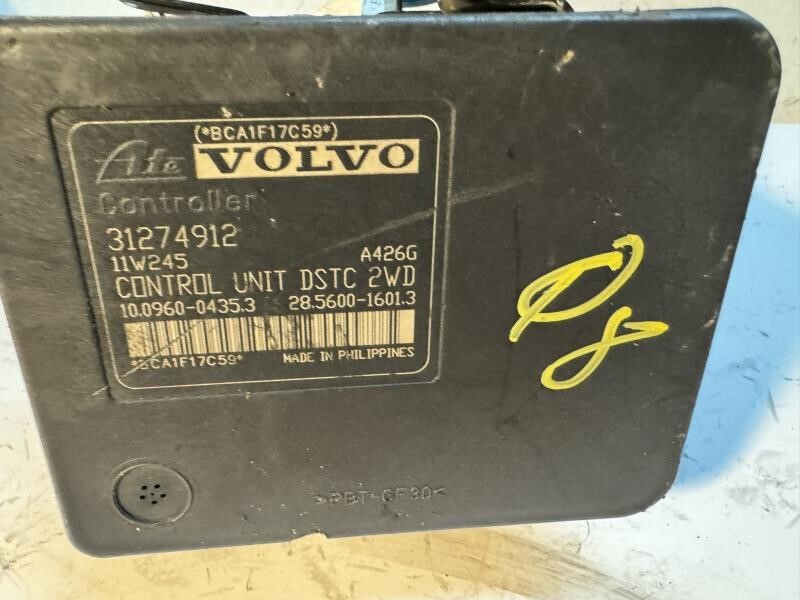 (*BCA1F17C59*)
Ate VOLVO
Controller
31274912
11W245 A426G
CONTROL UNIT DSTC 2WD
10.0960-0435.3 28.5600-1601.3
*BCA1F17C59* MADE IN PHILIPPINES
>PBT-GF30<